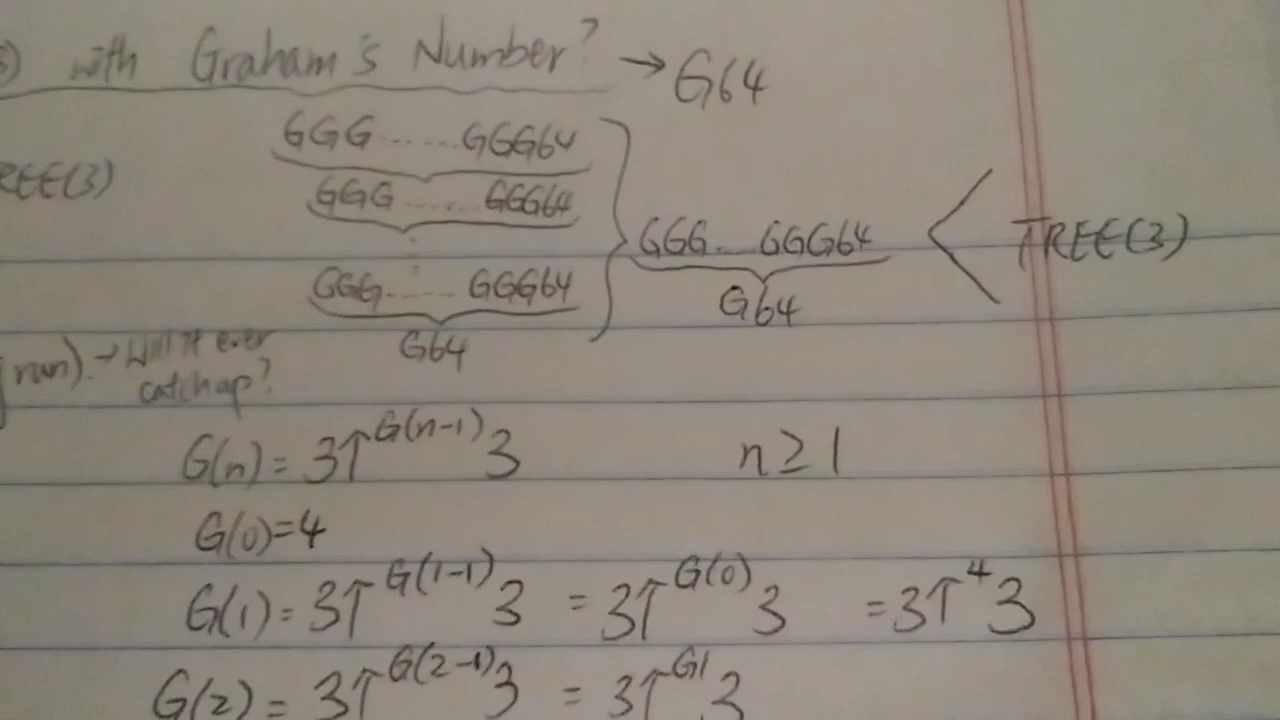 ) with Graham's Number? → G64
GGG......GGG64
REE(3)
GGG......GGG64
GGG...GGG64 < TREE(3)
GGG......GGG64
G64
G64
run). → Will it ever
catch up?
G(n) = 3↑^G(n-1) 3 n ≥ 1
G(0)=4
G(1) = 3↑^G(1-1) 3 = 3↑^G(0) 3 = 3↑^4 3
G(2) = 3↑^G(2-1) 3 = 3↑^G1 3